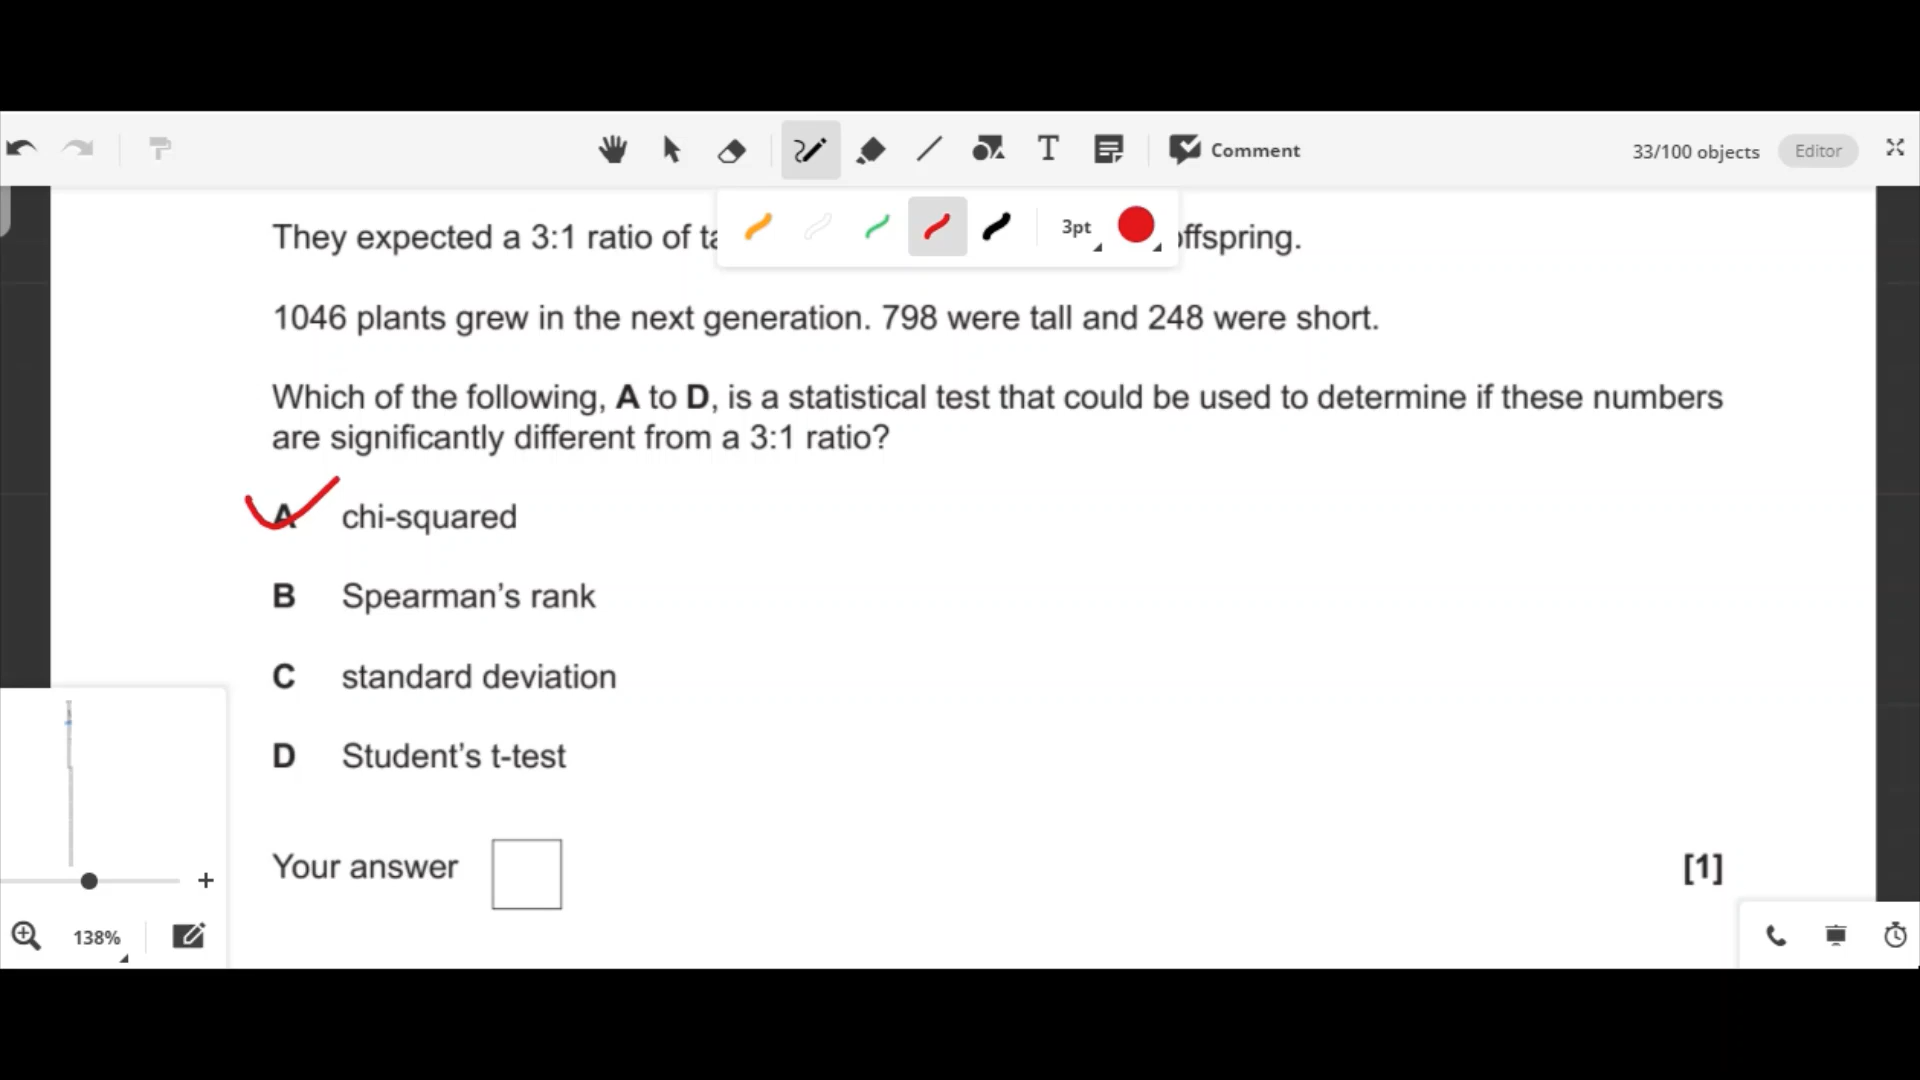 Comment
33/100 objects
Editor
3pt
They expected a 3:1 ratio of offspring.
1046 plants grew in the next generation. 798 were tall and 248 were short.
Which of the following, A to D, is a statistical test that could be used to determine if these numbers
are significantly different from a 3:1 ratio?
A chi-squared
B Spearman's rank
C standard deviation
D Student's t-test
Your answer
[1]
138%